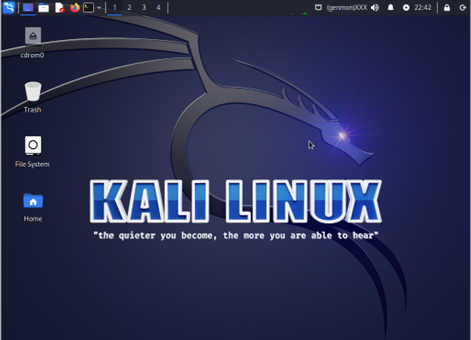 1 2 3 4
(genmon)XXX
22:42
cdrom0
Trash
File System
Home
KALI LINUX
"the quieter you become, the more you are able to hear"